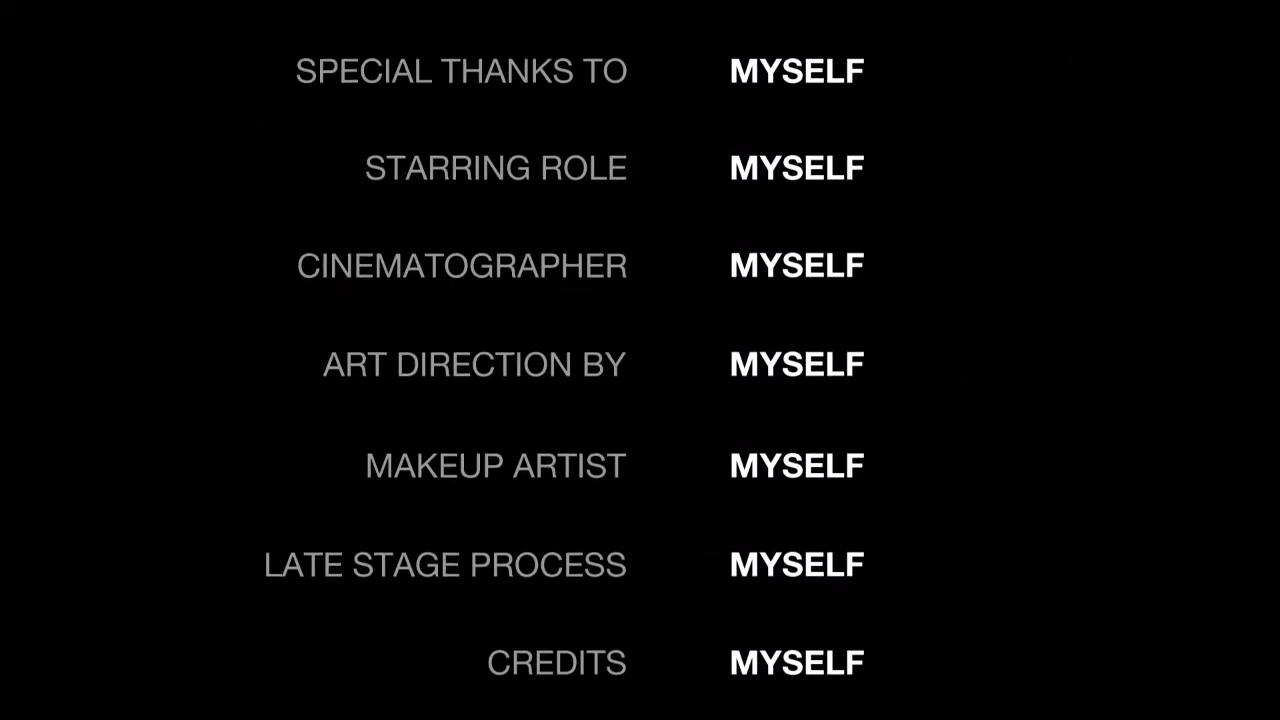 SPECIAL THANKS TO MYSELF
STARRING ROLE MYSELF
CINEMATOGRAPHER MYSELF
ART DIRECTION BY MYSELF
MAKEUP ARTIST MYSELF
LATE STAGE PROCESS MYSELF
CREDITS MYSELF